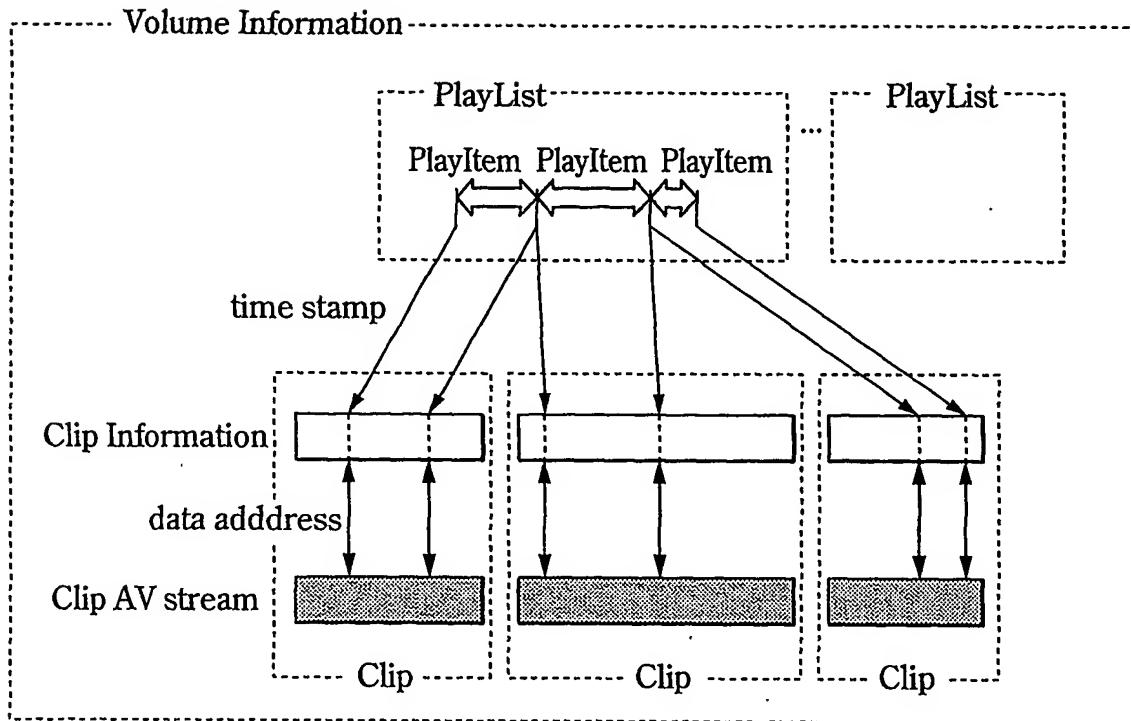 Volume Information
PlayList
PlayList
...
PlayItem PlayItem PlayItem
time stamp
Clip Information
data adddress
Clip AV stream
Clip
Clip
Clip